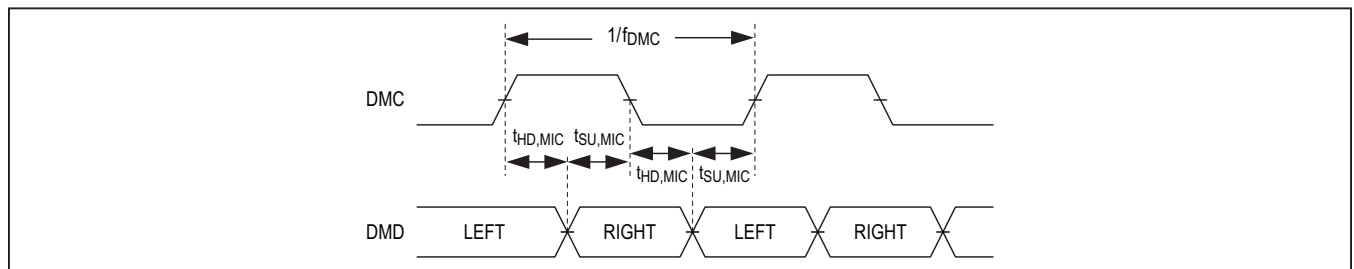 1/fDMC
DMC
tHD,MIC tSU,MIC
tHD,MIC tSU,MIC
DMD LEFT RIGHT LEFT RIGHT